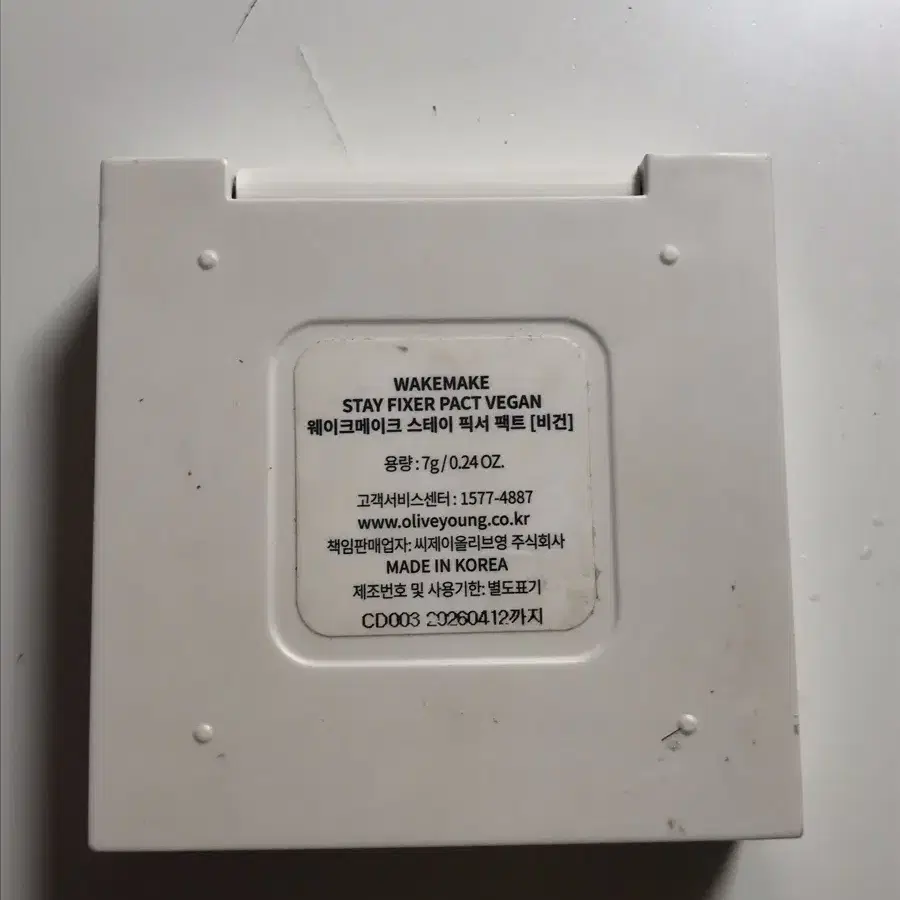 WAKEMAKE
STAY FIXER PACT VEGAN
웨이크메이크 스테이 픽서 팩트 [비건]
용량 : 7g / 0.24 OZ.
고객서비스센터 : 1577-4887
www.oliveyoung.co.kr
책임판매업자: 씨제이올리브영 주식회사
MADE IN KOREA
제조번호 및 사용기한: 별도표기
CD003 20260412까지